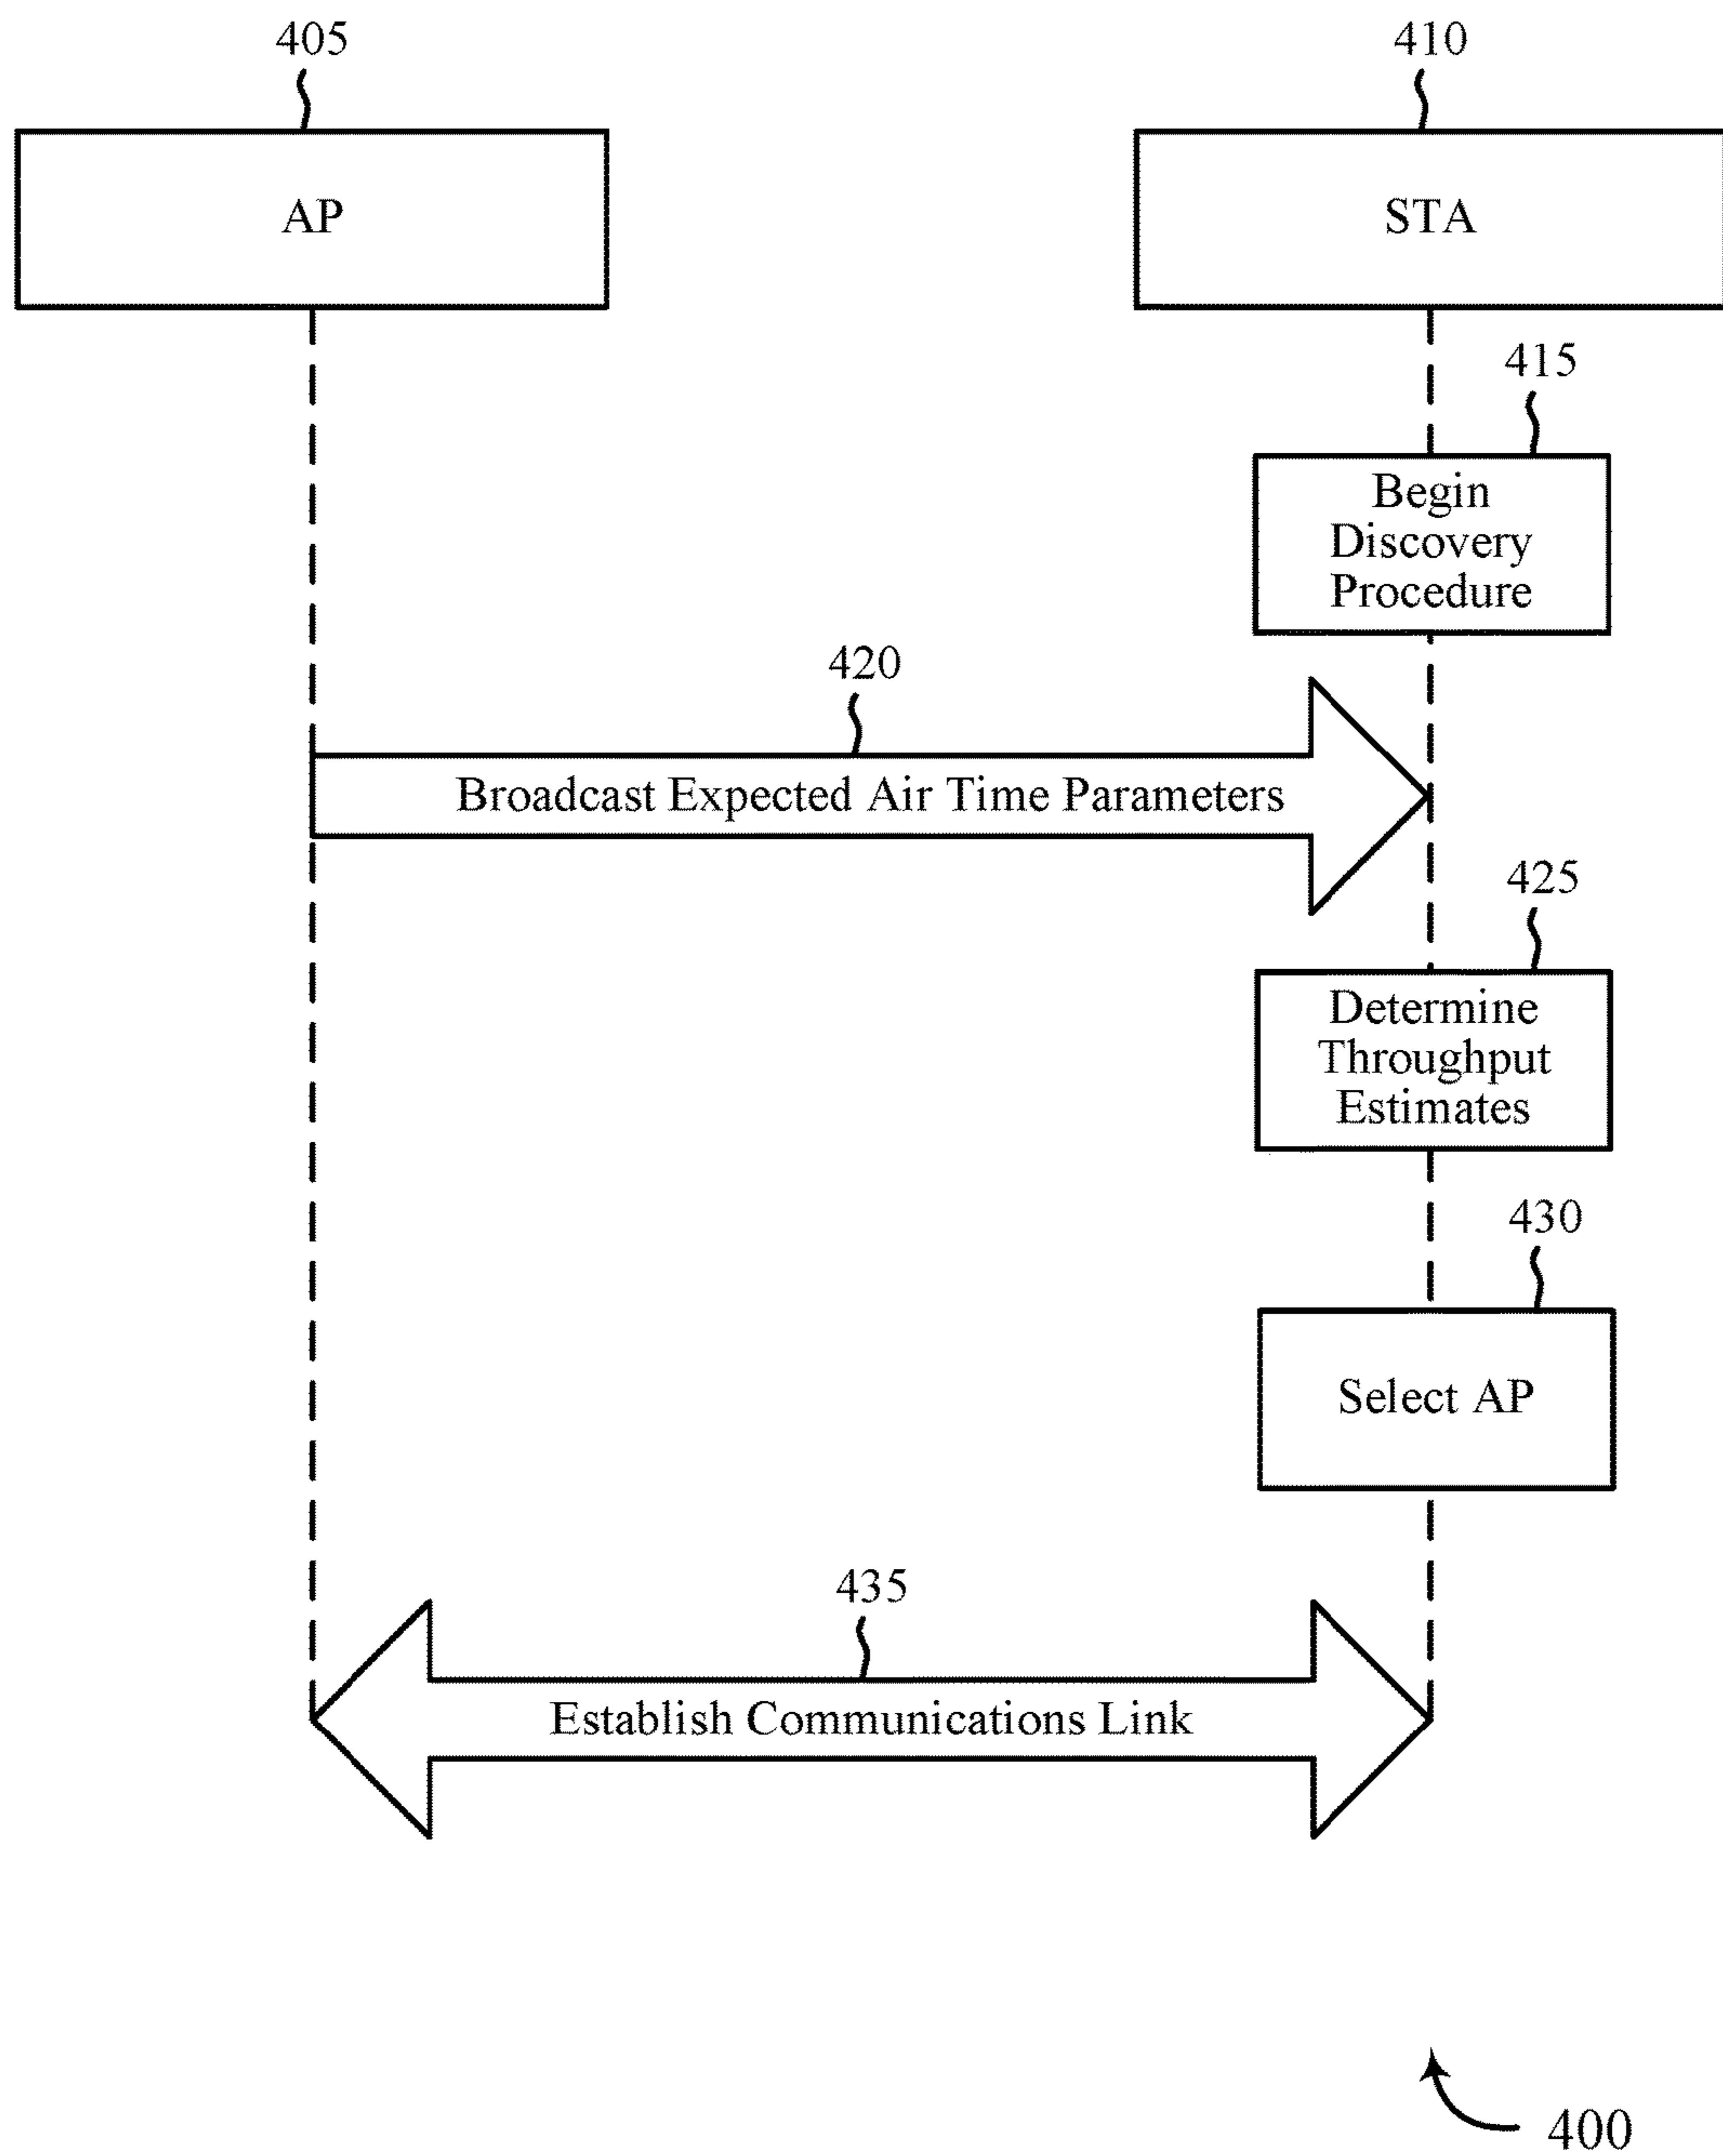 405
410
AP
STA
415
Begin
Discovery
Procedure
420
Broadcast Expected Air Time Parameters
425
Determine
Throughput
Estimates
430
Select AP
435
Establish Communications Link
400